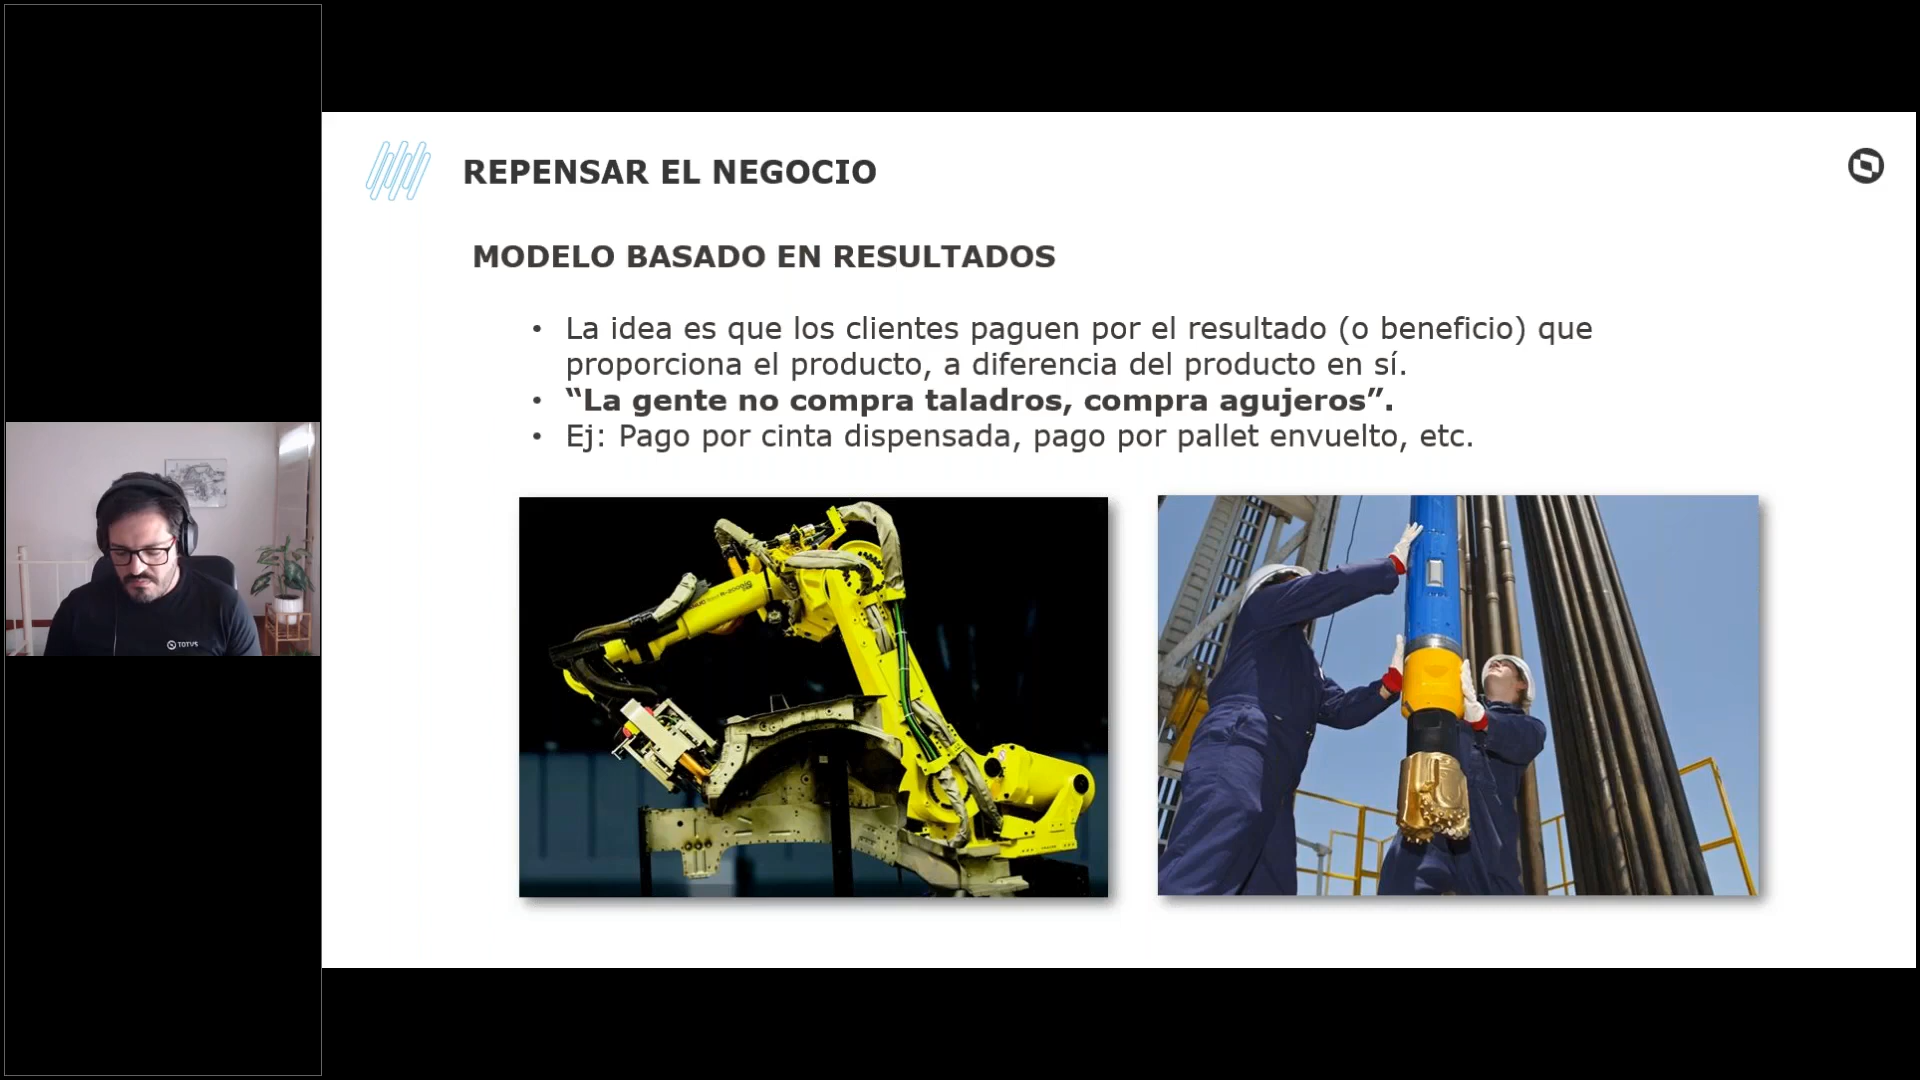 REPENSAR EL NEGOCIO
MODELO BASADO EN RESULTADOS
• La idea es que los clientes paguen por el resultado (o beneficio) que
proporciona el producto, a diferencia del producto en sí.
• “La gente no compra taladros, compra agujeros”.
• Ej: Pago por cinta dispensada, pago por pallet envuelto, etc.
TOTVS